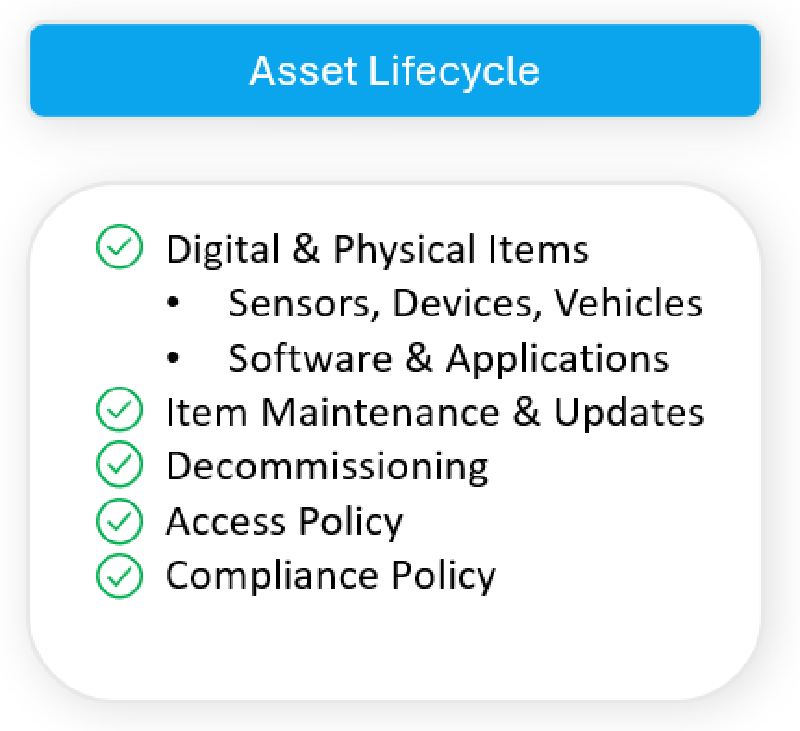 Asset Lifecycle
Digital & Physical Items
• Sensors, Devices, Vehicles
• Software & Applications
Item Maintenance & Updates
Decommissioning
Access Policy
Compliance Policy